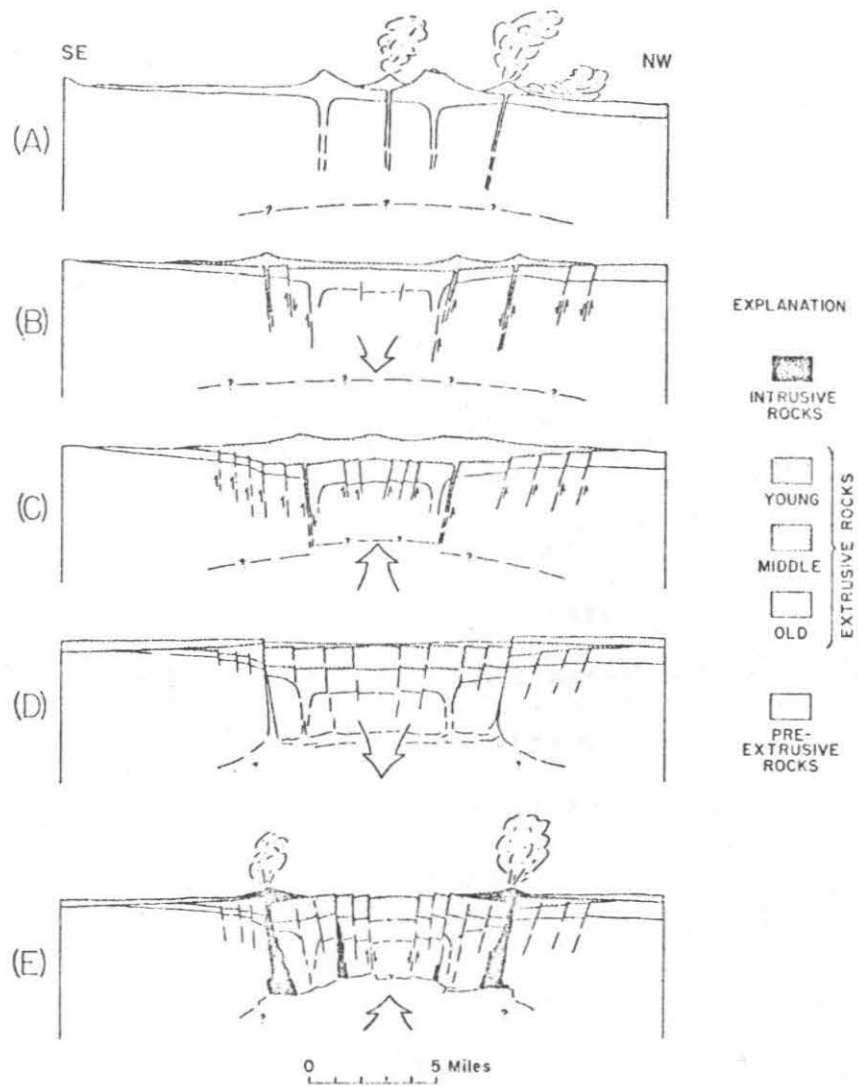 SE
NW
(A)
? ? ?
(B)
? ? ? ?
(C)
? ? ? ?
(D)
? ?
(E)
? ? ?
0 5 Miles
EXPLANATION
INTRUSIVE
ROCKS
YOUNG
MIDDLE
OLD
EXTRUSIVE ROCKS
PRE-
EXTRUSIVE
ROCKS